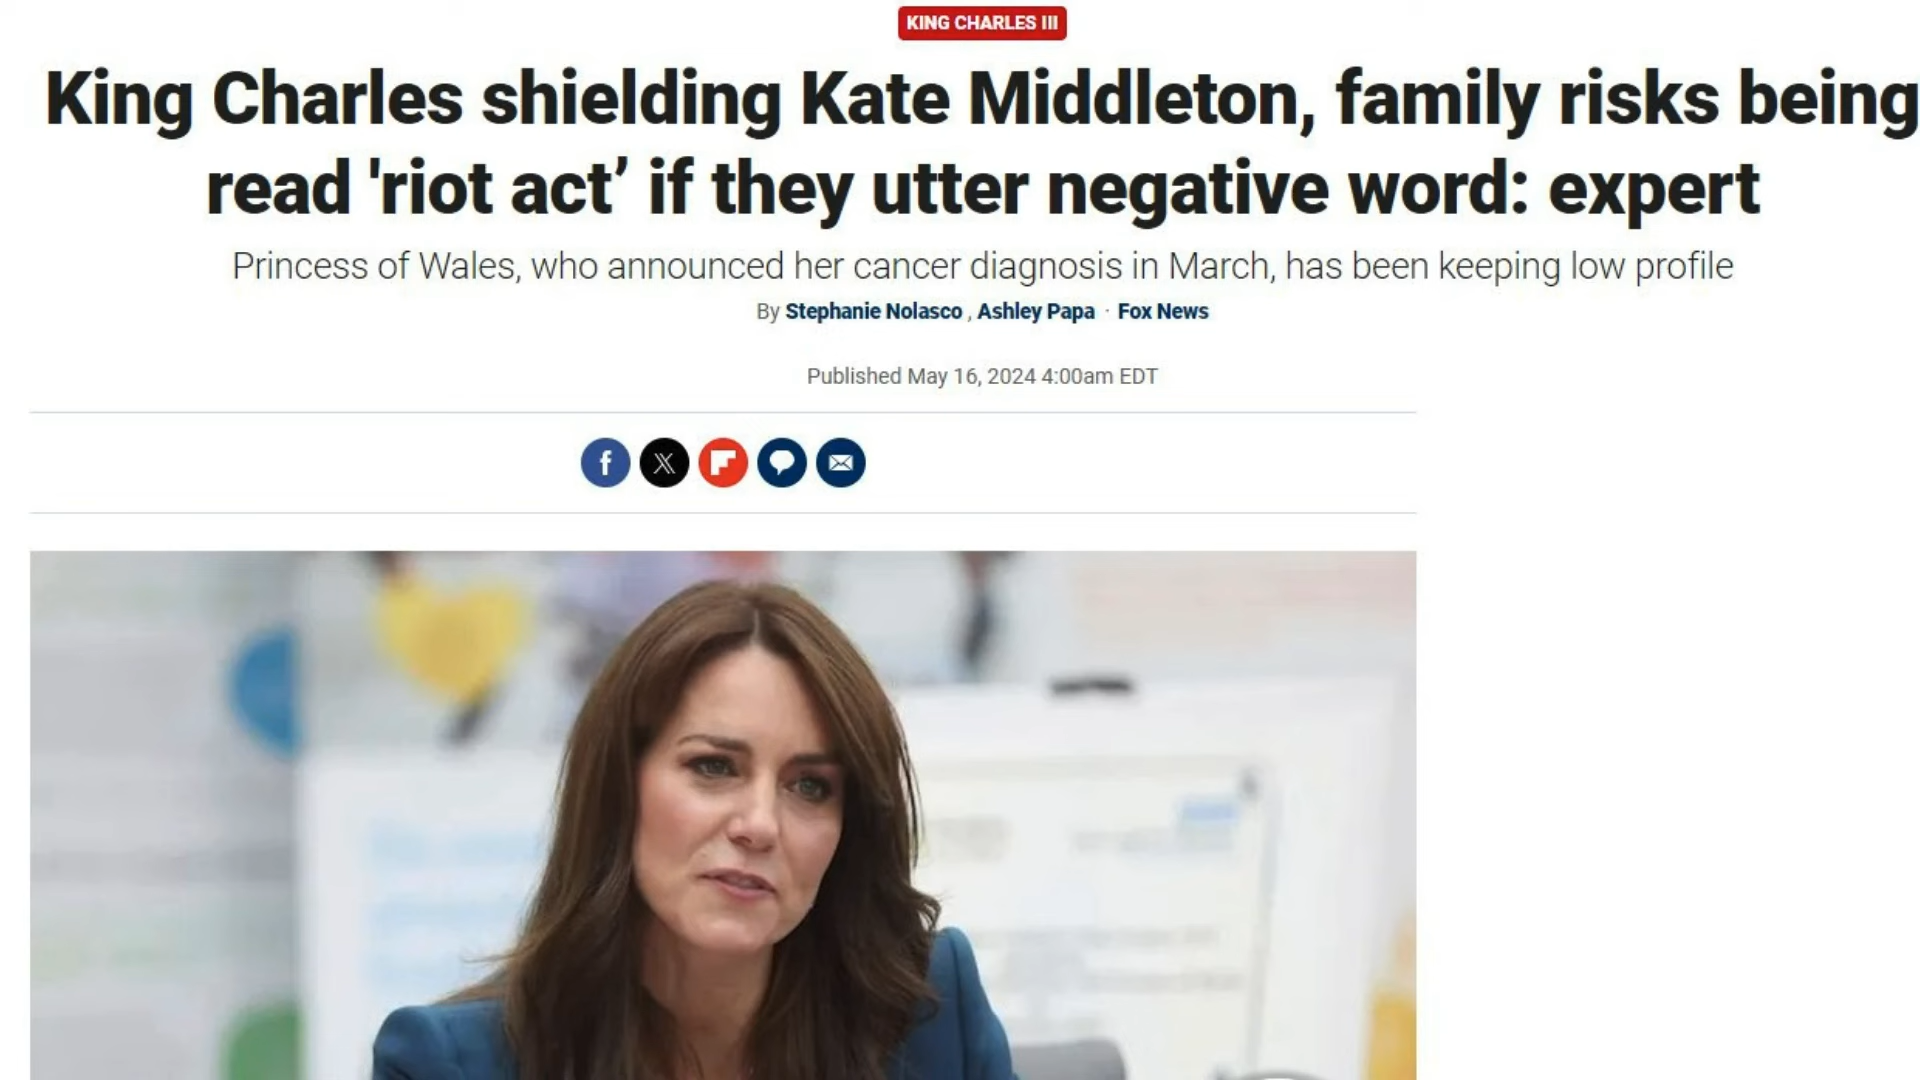 KING CHARLES III
King Charles shielding Kate Middleton, family risks being
read 'riot act’ if they utter negative word: expert
Princess of Wales, who announced her cancer diagnosis in March, has been keeping low profile
By Stephanie Nolasco , Ashley Papa · Fox News
Published May 16, 2024 4:00am EDT